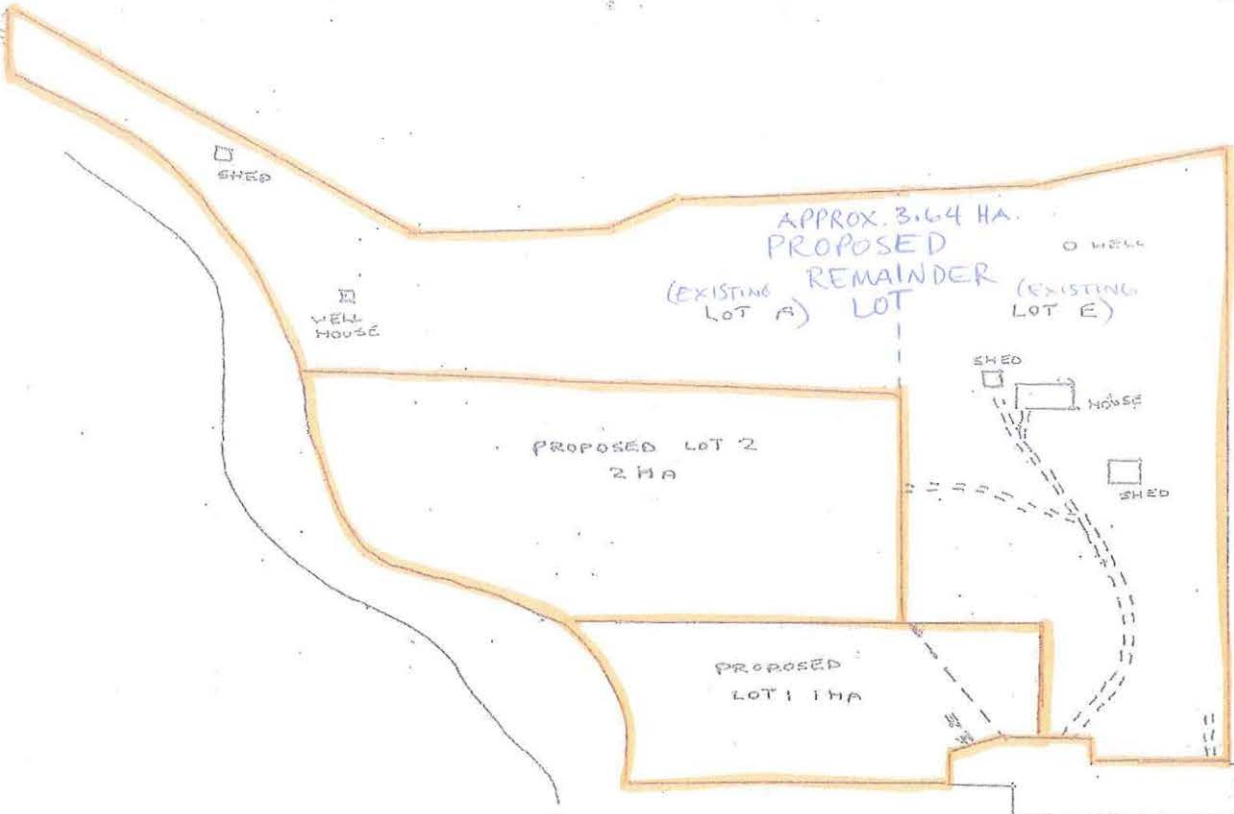 SHED
APPROX. 3.64 HA.
PROPOSED
REMAINDER
LOT
(EXISTING
LOT A)
(EXISTING
LOT E)
O WELL
WELL
HOUSE
SHED
HOUSE
SHED
PROPOSED LOT 2
2 HA
PROPOSED
LOT 1 1 HA